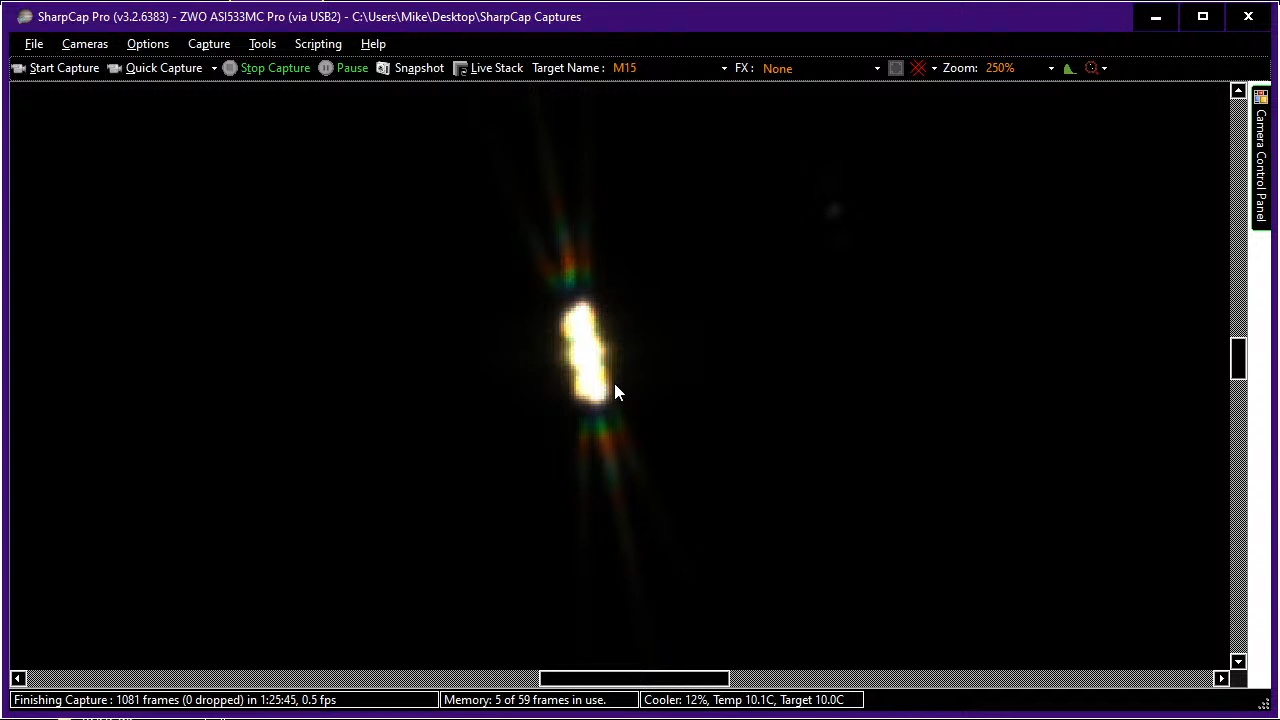 SharpCap Pro (v3.2.6383) - ZWO ASI533MC Pro (via USB2) - C:\Users\Mike\Desktop\SharpCap Captures
File Cameras Options Capture Tools Scripting Help
Start Capture Quick Capture Stop Capture Pause Snapshot Live Stack Target Name : M15 FX : None Zoom: 250%
Camera Control Panel
Finishing Capture : 1081 frames (0 dropped) in 1:25:45, 0.5 fps Memory: 5 of 59 frames in use. Cooler: 12%, Temp 10.1C, Target 10.0C